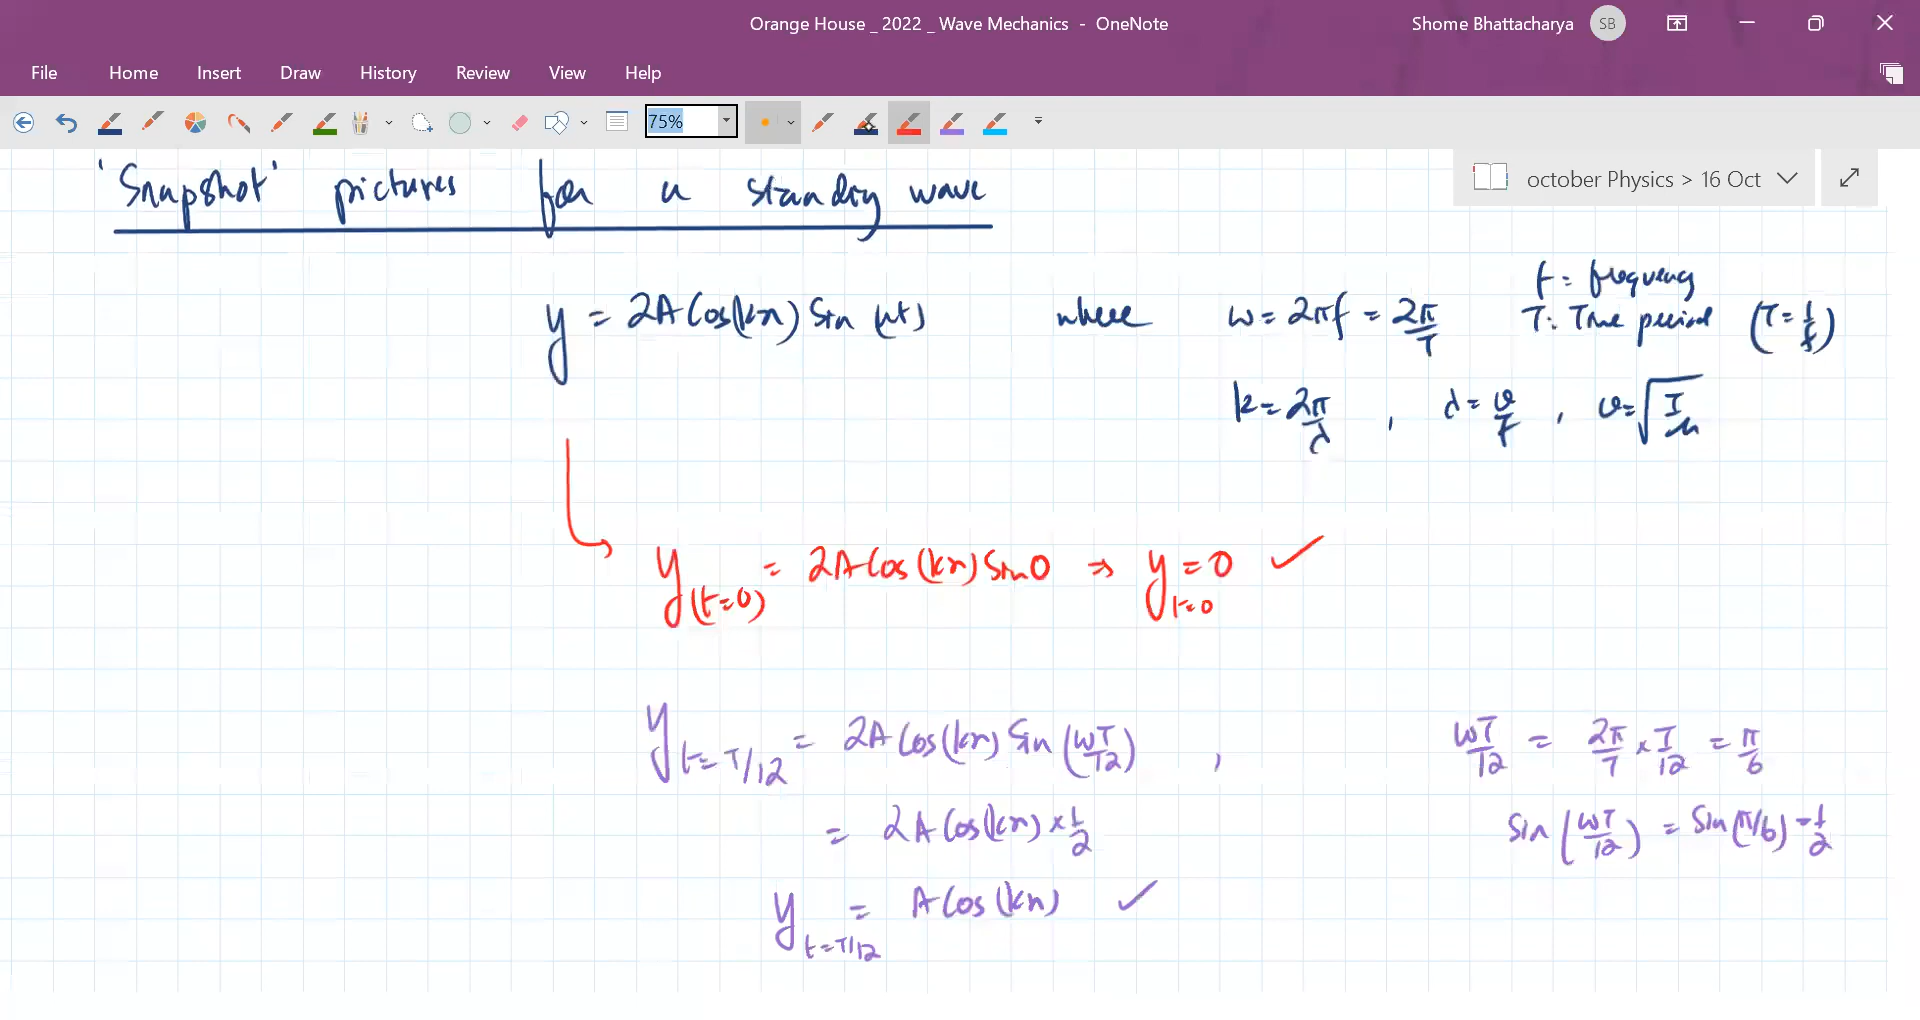 Orange House _ 2022 _ Wave Mechanics - OneNote
Shome Bhattacharya SB
File Home Insert Draw History Review View Help
75%
october Physics > 16 Oct
'Snapshot' pictures for a standing wave
y = 2A Cos(kx) Sin (ωt) where ω = 2πf = 2π/T
f = frequency
T: Time period (T = 1/f)
k = 2π/λ , λ = v/f , v = √(T/μ)
y(t=0) = 2A Cos(kx) Sin0 ⇒ y t=0 = 0 ✓
y t=T/12 = 2A Cos(kx) Sin (ωT/12) , ωT/12 = 2π/T × T/12 = π/6
= 2A Cos(kx) × 1/2 Sin (ωT/12) = Sin(π/6) = 1/2
y t=T/12 = A Cos(kx) ✓